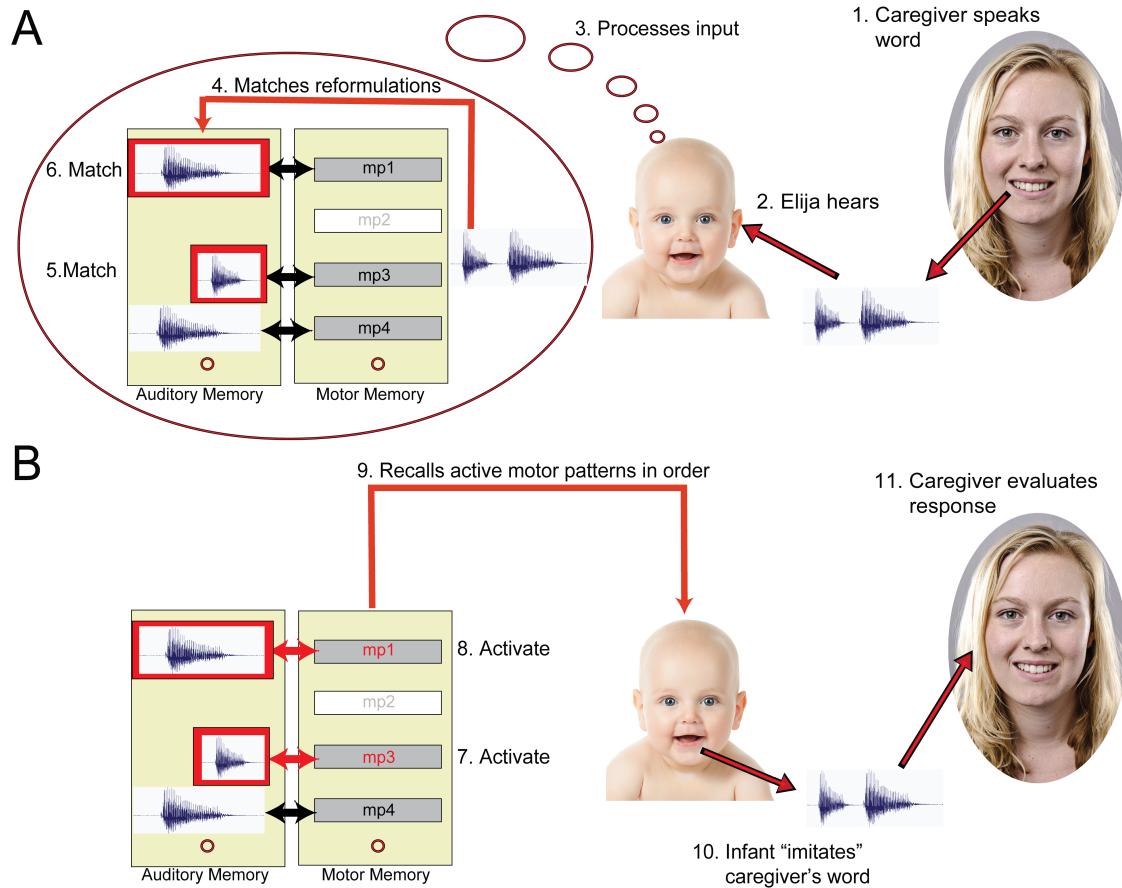 A
1. Caregiver speaks
word
3. Processes input
4. Matches reformulations
6. Match
mp1
2. Elija hears
mp2
5.Match
mp3
mp4
Auditory Memory
Motor Memory
B
9. Recalls active motor patterns in order
11. Caregiver evaluates
response
mp1
8. Activate
mp2
mp3
7. Activate
mp4
Auditory Memory
Motor Memory
10. Infant “imitates”
caregiver’s word